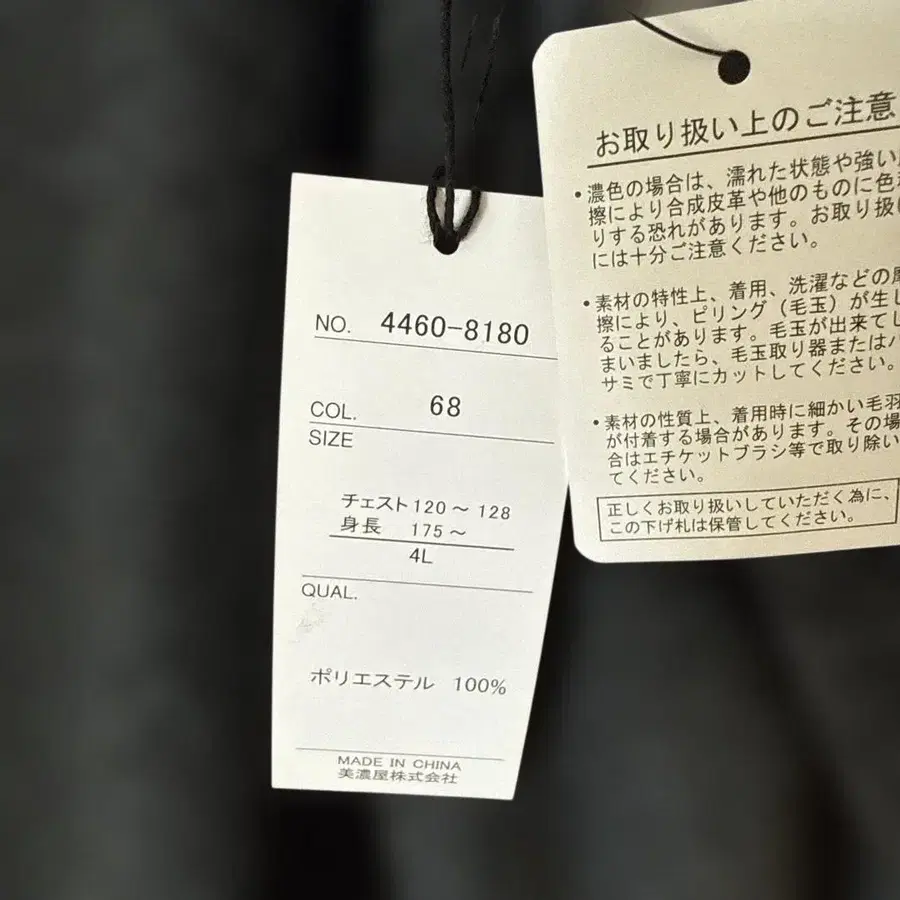 NO. 4460-8180
COL. 68
SIZE
チェスト120～128
身長 175～
4L
QUAL.
ポリエステル 100%
MADE IN CHINA
美濃屋株式会社
お取り扱い上のご注意
・濃色の場合は、濡れた状態や強い
擦により合成皮革や他のものに色
りする恐れがあります。お取り扱い
には十分ご注意ください。
・素材の特性上、着用、洗濯などの摩
擦により、ピリング（毛玉）が生し
ることがあります。毛玉が出来てし
まいましたら、毛玉取り器またはハ
サミで丁寧にカットしてください。
・素材の性質上、着用時に細かい毛羽
が付着する場合があります。その場
合はエチケットブラシ等で取り除い
てください。
正しくお取り扱いしていただく為に、
この下げ札は保管してください。